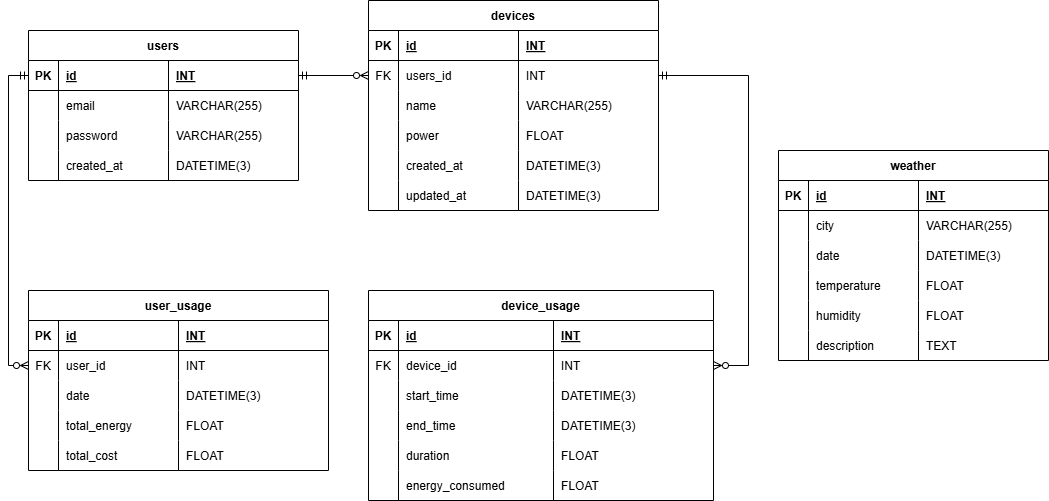 users
PK id INT
email VARCHAR(255)
password VARCHAR(255)
created_at DATETIME(3)
devices
PK id INT
FK users_id INT
name VARCHAR(255)
power FLOAT
created_at DATETIME(3)
updated_at DATETIME(3)
weather
PK id INT
city VARCHAR(255)
date DATETIME(3)
temperature FLOAT
humidity FLOAT
description TEXT
user_usage
PK id INT
FK user_id INT
date DATETIME(3)
total_energy FLOAT
total_cost FLOAT
device_usage
PK id INT
FK device_id INT
start_time DATETIME(3)
end_time DATETIME(3)
duration FLOAT
energy_consumed FLOAT